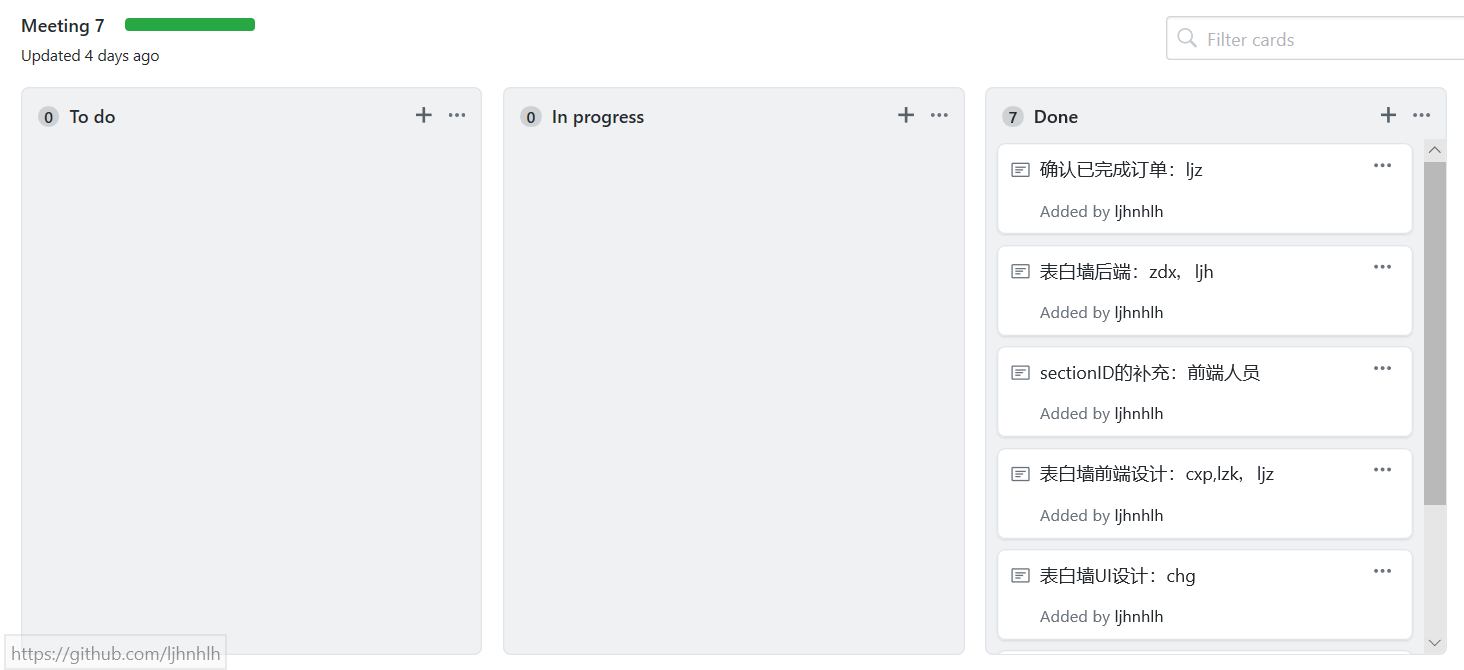 Meeting 7
Updated 4 days ago
Filter cards
0 To do
0 In progress
7 Done
确认已完成订单：ljz
Added by ljhnhlh
表白墙后端：zdx，ljh
Added by ljhnhlh
sectionID的补充：前端人员
Added by ljhnhlh
表白墙前端设计：cxp,lzk，ljz
Added by ljhnhlh
表白墙UI设计：chg
Added by ljhnhlh
https://github.com/ljhnhlh